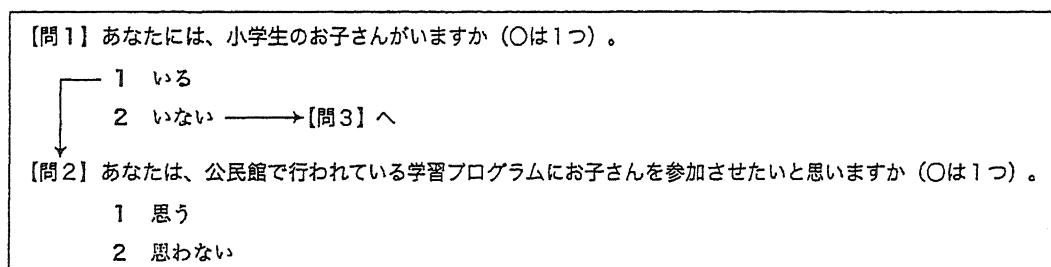 【問1】あなたには、小学生のお子さんがいますか（○は1つ）。
1 いる
2 いない ⟶【問3】へ
【問2】あなたは、公民館で行われている学習プログラムにお子さんを参加させたいと思いますか（○は1つ）。
1 思う
2 思わない